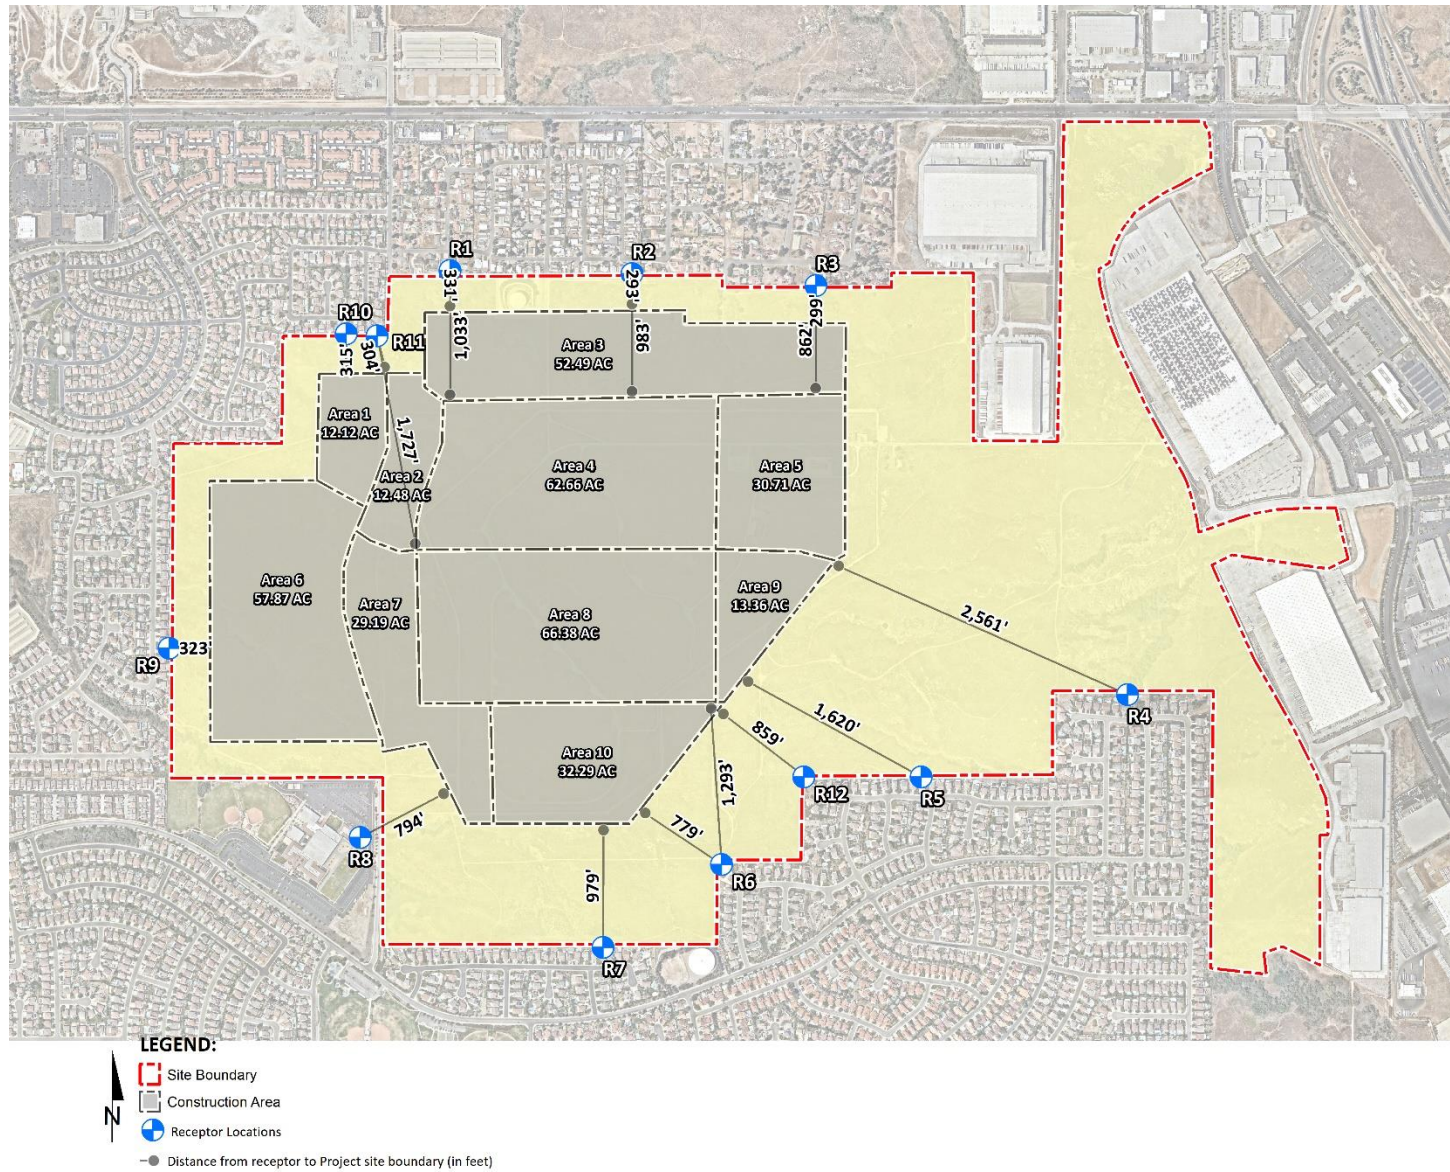 R1
R2
R3
331'
293'
299'
R10
R11
315'
304'
1,033'
983'
862'
Area 3
52.49 AC
Area 1
12.12 AC
1,727'
Area 2
12.48 AC
Area 4
62.66 AC
Area 5
30.71 AC
Area 6
57.87 AC
Area 7
29.19 AC
Area 8
66.38 AC
Area 9
13.36 AC
2,561'
R9
323'
R4
1,620'
859'
Area 10
32.29 AC
1,293'
R12
R5
794'
779'
R8
R6
979'
R7
LEGEND:
Site Boundary
Construction Area
Receptor Locations
Distance from receptor to Project site boundary (in feet)
N